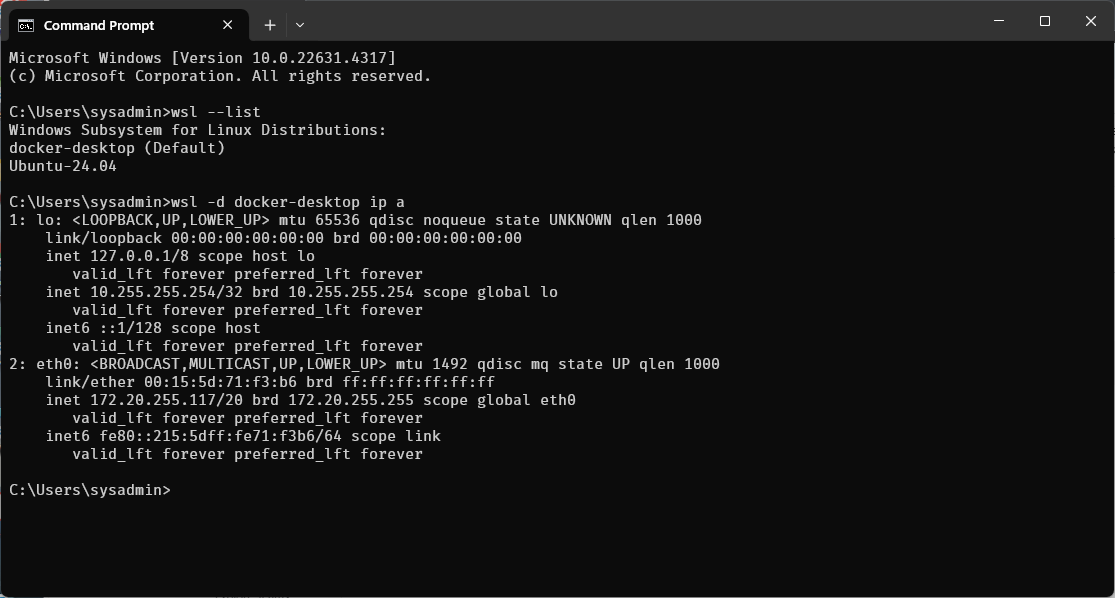 Command Prompt
Microsoft Windows [Version 10.0.22631.4317]
(c) Microsoft Corporation. All rights reserved.
C:\Users\sysadmin>wsl --list
Windows Subsystem for Linux Distributions:
docker-desktop (Default)
Ubuntu-24.04
C:\Users\sysadmin>wsl -d docker-desktop ip a
1: lo: <LOOPBACK,UP,LOWER_UP> mtu 65536 qdisc noqueue state UNKNOWN qlen 1000
    link/loopback 00:00:00:00:00:00 brd 00:00:00:00:00:00
    inet 127.0.0.1/8 scope host lo
       valid_lft forever preferred_lft forever
    inet 10.255.255.254/32 brd 10.255.255.254 scope global lo
       valid_lft forever preferred_lft forever
    inet6 ::1/128 scope host
       valid_lft forever preferred_lft forever
2: eth0: <BROADCAST,MULTICAST,UP,LOWER_UP> mtu 1492 qdisc mq state UP qlen 1000
    link/ether 00:15:5d:71:f3:b6 brd ff:ff:ff:ff:ff:ff
    inet 172.20.255.117/20 brd 172.20.255.255 scope global eth0
       valid_lft forever preferred_lft forever
    inet6 fe80::215:5dff:fe71:f3b6/64 scope link
       valid_lft forever preferred_lft forever
C:\Users\sysadmin>